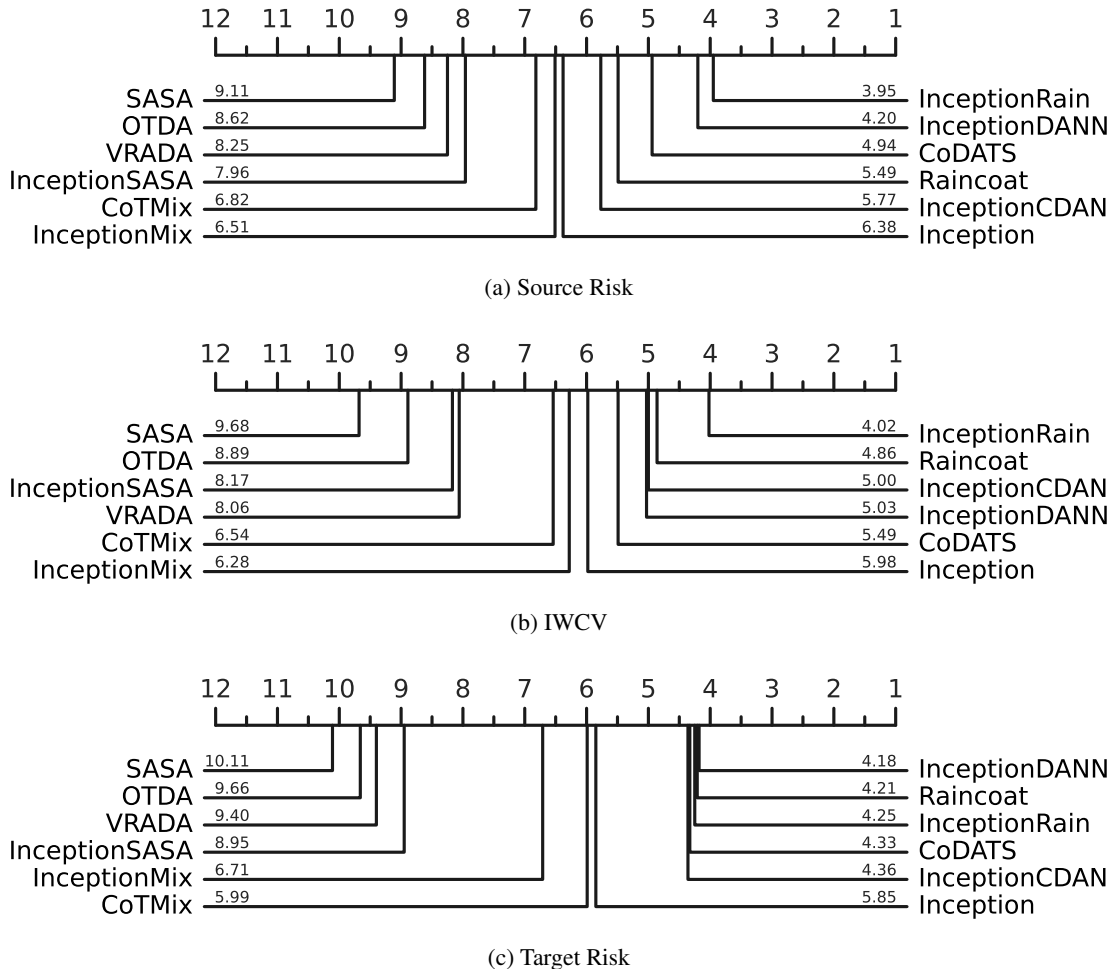 12 11 10 9 8 7 6 5 4 3 2 1
SASA 9.11 3.95 InceptionRain
OTDA 8.62 4.20 InceptionDANN
VRADA 8.25 4.94 CoDATS
InceptionSASA 7.96 5.49 Raincoat
CoTMix 6.82 5.77 InceptionCDAN
InceptionMix 6.51 6.38 Inception
(a) Source Risk
12 11 10 9 8 7 6 5 4 3 2 1
SASA 9.68 4.02 InceptionRain
OTDA 8.89 4.86 Raincoat
InceptionSASA 8.17 5.00 InceptionCDAN
VRADA 8.06 5.03 InceptionDANN
CoTMix 6.54 5.49 CoDATS
InceptionMix 6.28 5.98 Inception
(b) IWCV
12 11 10 9 8 7 6 5 4 3 2 1
SASA 10.11 4.18 InceptionDANN
OTDA 9.66 4.21 Raincoat
VRADA 9.40 4.25 InceptionRain
InceptionSASA 8.95 4.33 CoDATS
InceptionMix 6.71 4.36 InceptionCDAN
CoTMix 5.99 5.85 Inception
(c) Target Risk